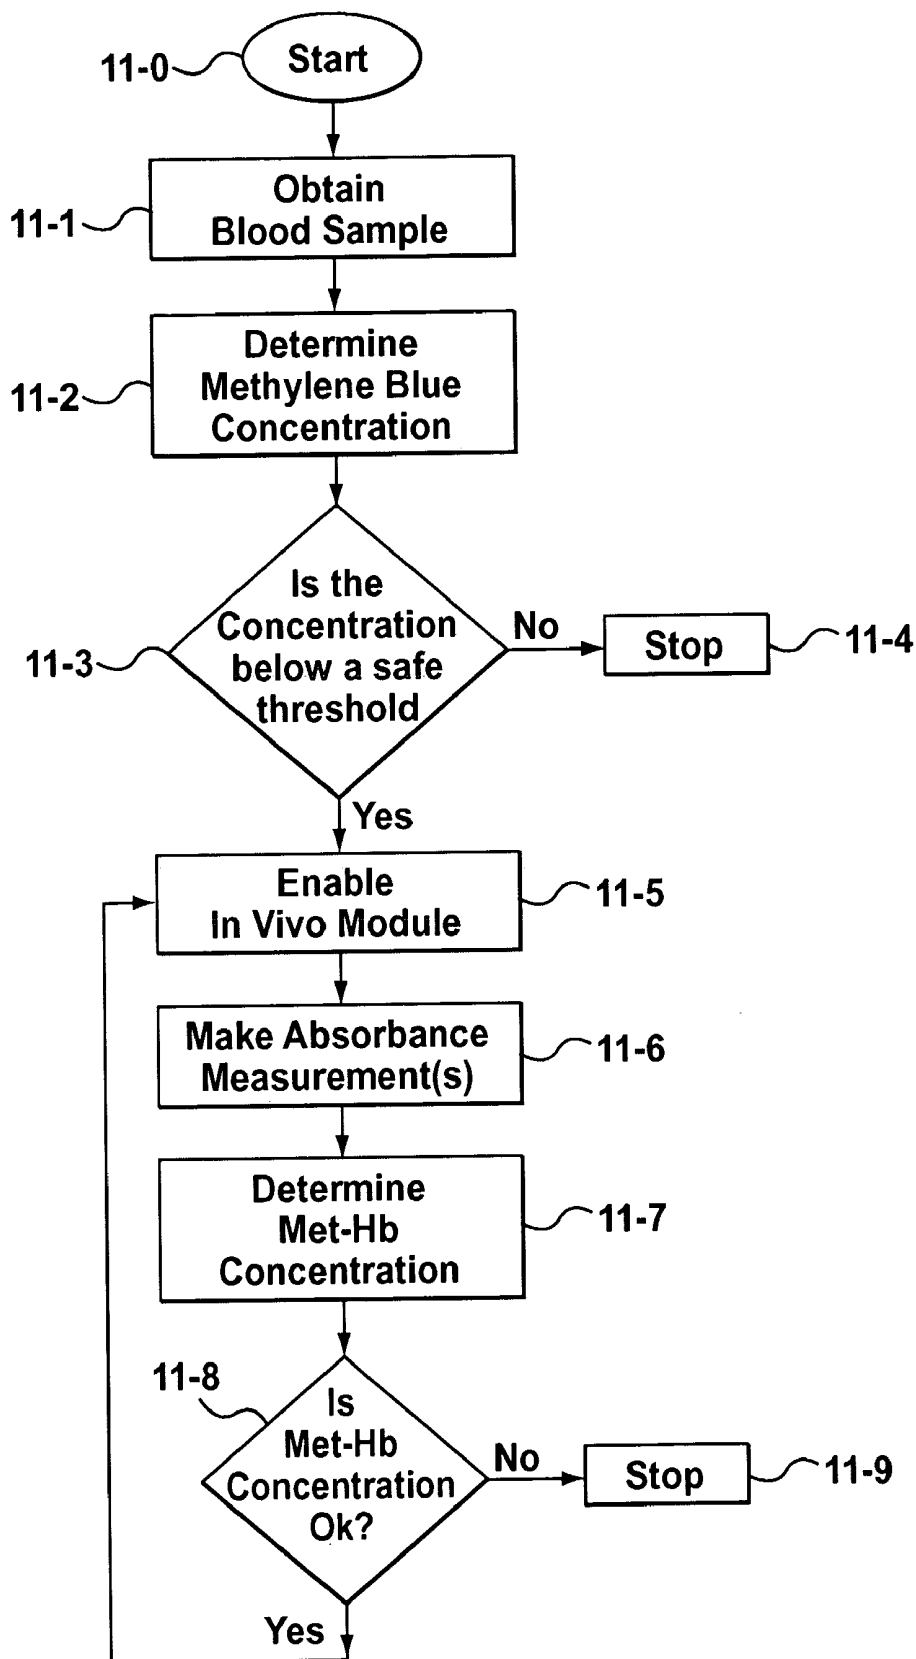 11-0
Start
11-1
Obtain
Blood Sample
11-2
Determine
Methylene Blue
Concentration
11-3
Is the
Concentration
below a safe
threshold
No
Stop
11-4
Yes
Enable
In Vivo Module
11-5
Make Absorbance
Measurement(s)
11-6
Determine
Met-Hb
Concentration
11-7
11-8
Is
Met-Hb
Concentration
Ok?
No
Stop
11-9
Yes